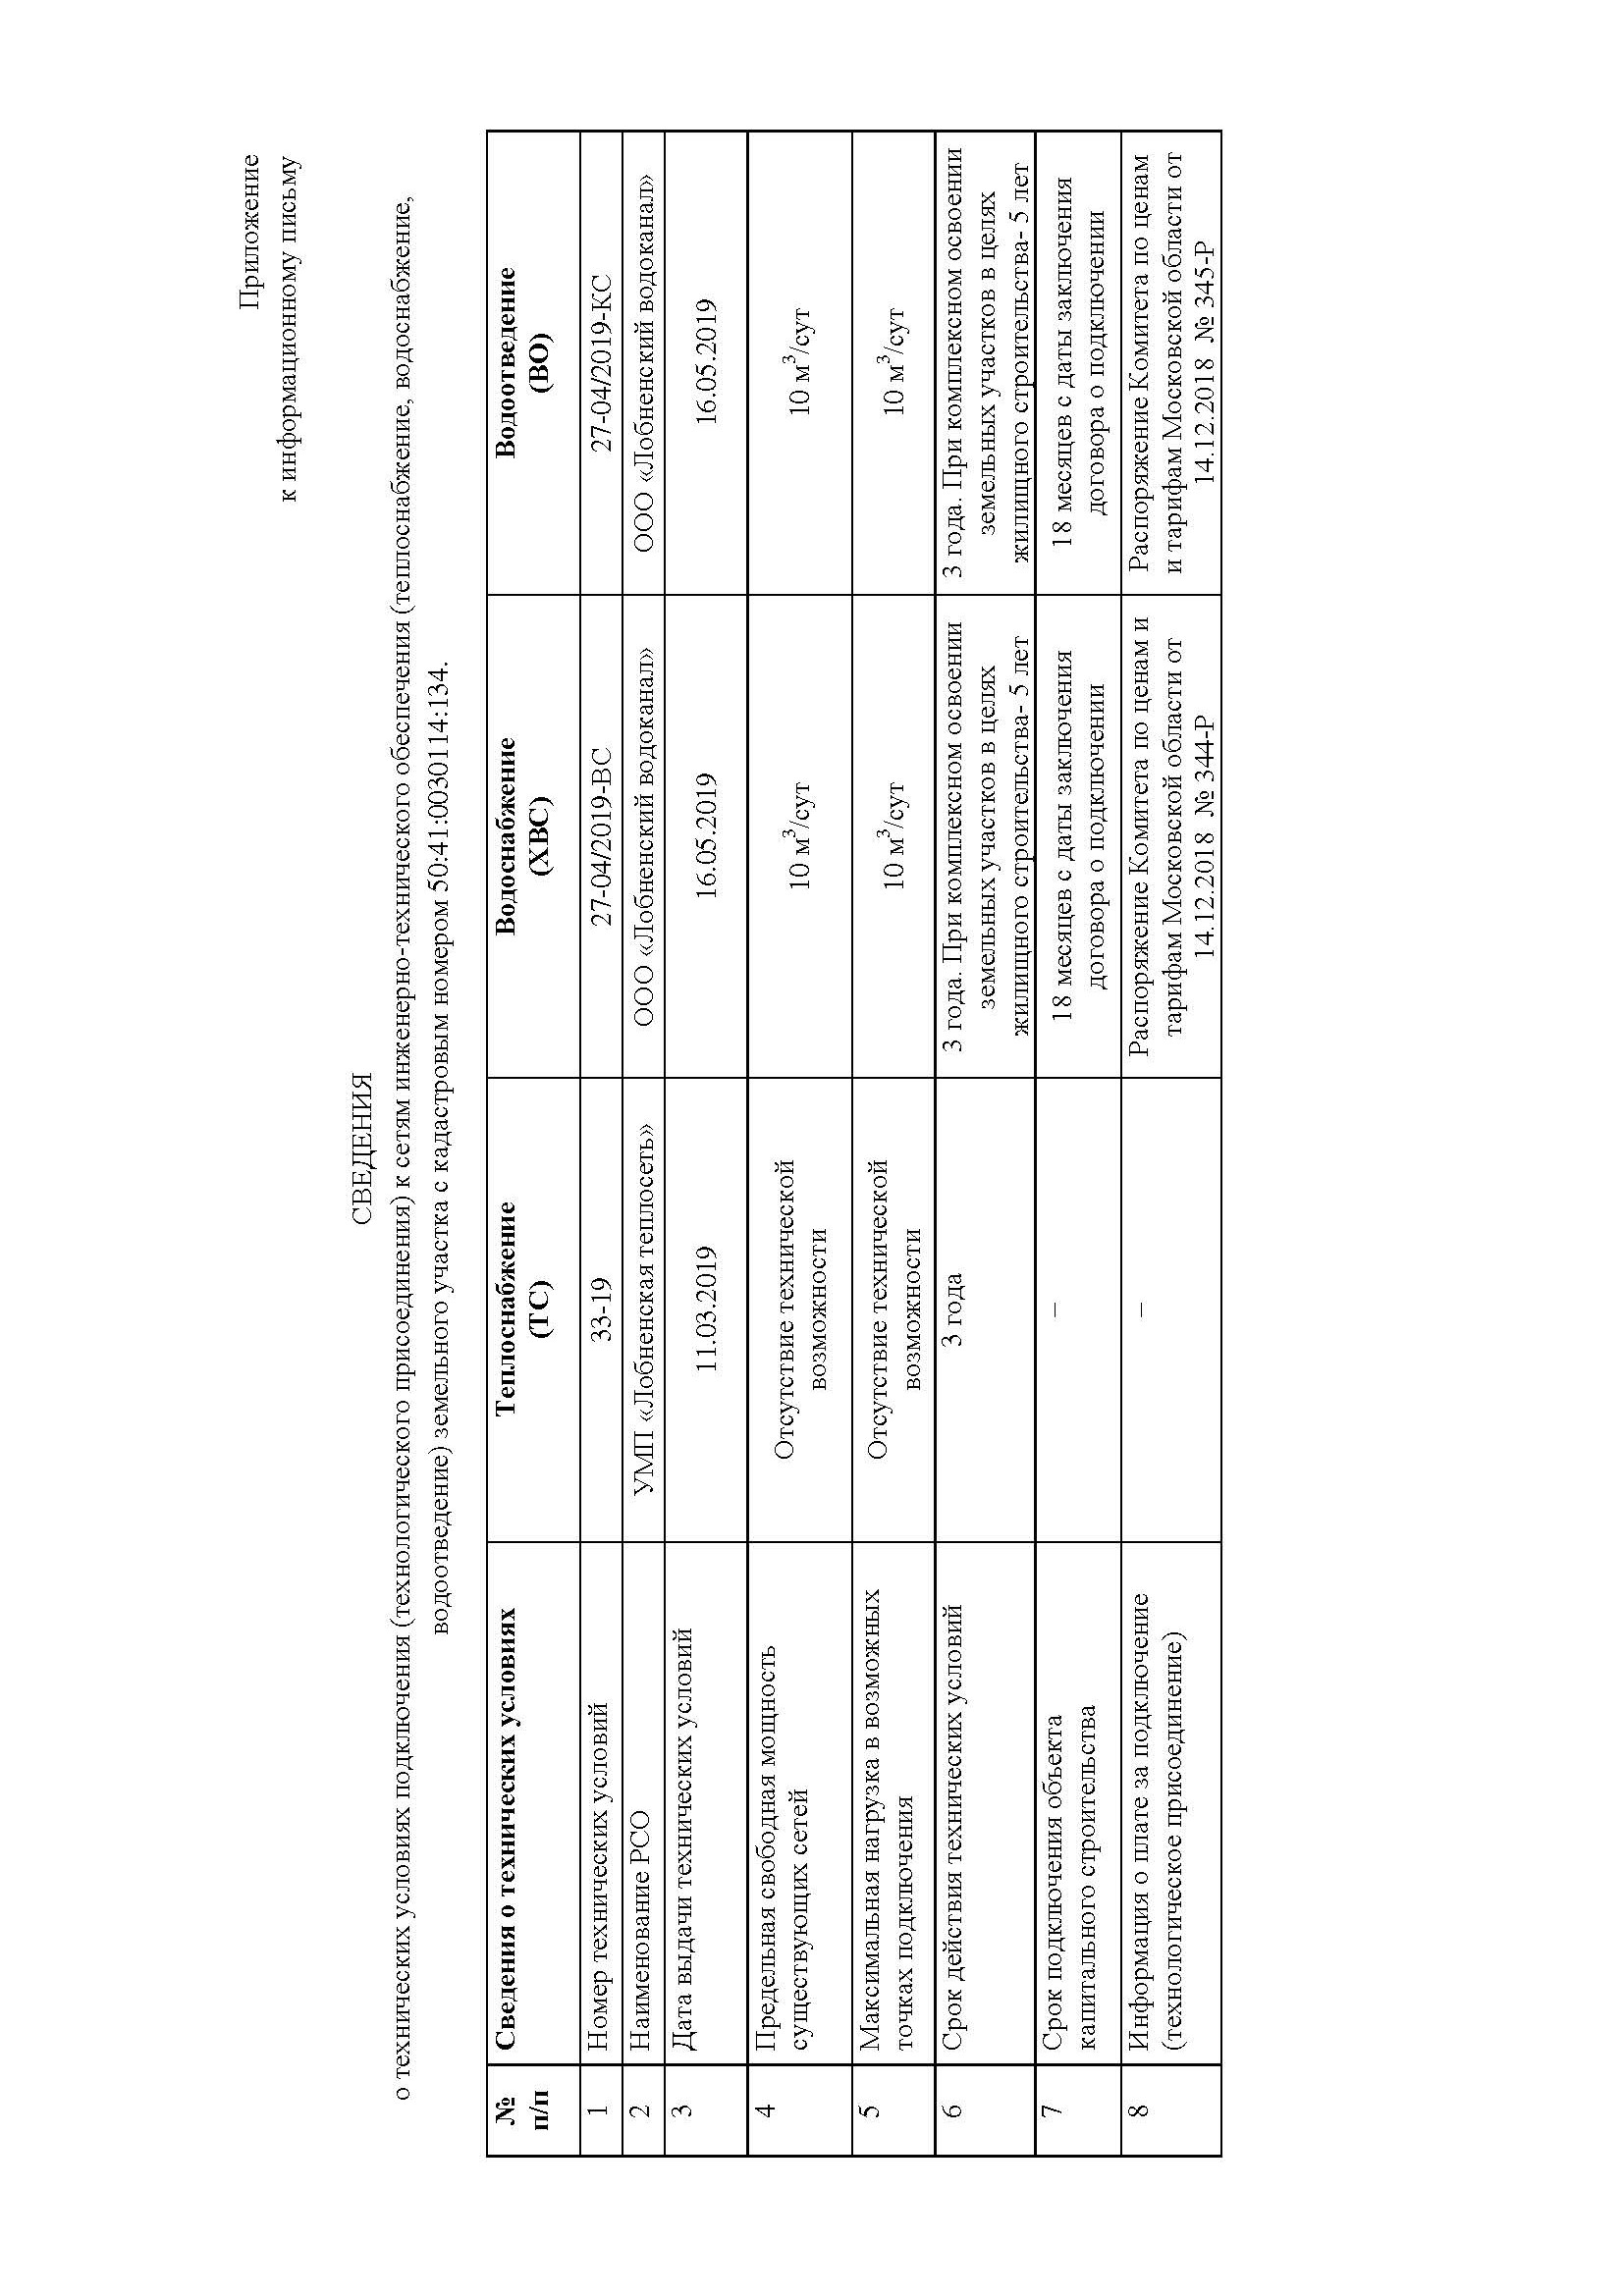 Приложение
к информационному письму
СВЕДЕНИЯ
о технических условиях подключения (технологического присоединения) к сетям инженерно-технического обеспечения (теплоснабжение, водоснабжение,
водоотведение) земельного участка с кадастровым номером 50:41:0030114:134.
№
п/п
Сведения о технических условиях
Теплоснабжение
(ТС)
Водоснабжение
(ХВС)
Водоотведение
(ВО)
1
Номер технических условий
33-19
27-04/2019-ВС
27-04/2019-КС
2
Наименование РСО
УМП «Лобненская теплосеть»
ООО «Лобненский водоканал»
ООО «Лобненский водоканал»
3
Дата выдачи технических условий
11.03.2019
16.05.2019
16.05.2019
4
Предельная свободная мощность
существующих сетей
Отсутствие технической
возможности
10 м³/сут
10 м³/сут
5
Максимальная нагрузка в возможных
точках подключения
Отсутствие технической
возможности
10 м³/сут
10 м³/сут
6
Срок действия технических условий
3 года
3 года. При комплексном освоении
земельных участков в целях
жилищного строительства- 5 лет
3 года. При комплексном освоении
земельных участков в целях
жилищного строительства- 5 лет
7
Срок подключения объекта
капитального строительства
–
18 месяцев с даты заключения
договора о подключении
18 месяцев с даты заключения
договора о подключении
8
Информация о плате за подключение
(технологическое присоединение)
–
Распоряжение Комитета по ценам и
тарифам Московской области от
14.12.2018 № 344-Р
Распоряжение Комитета по ценам
и тарифам Московской области от
14.12.2018 № 345-Р